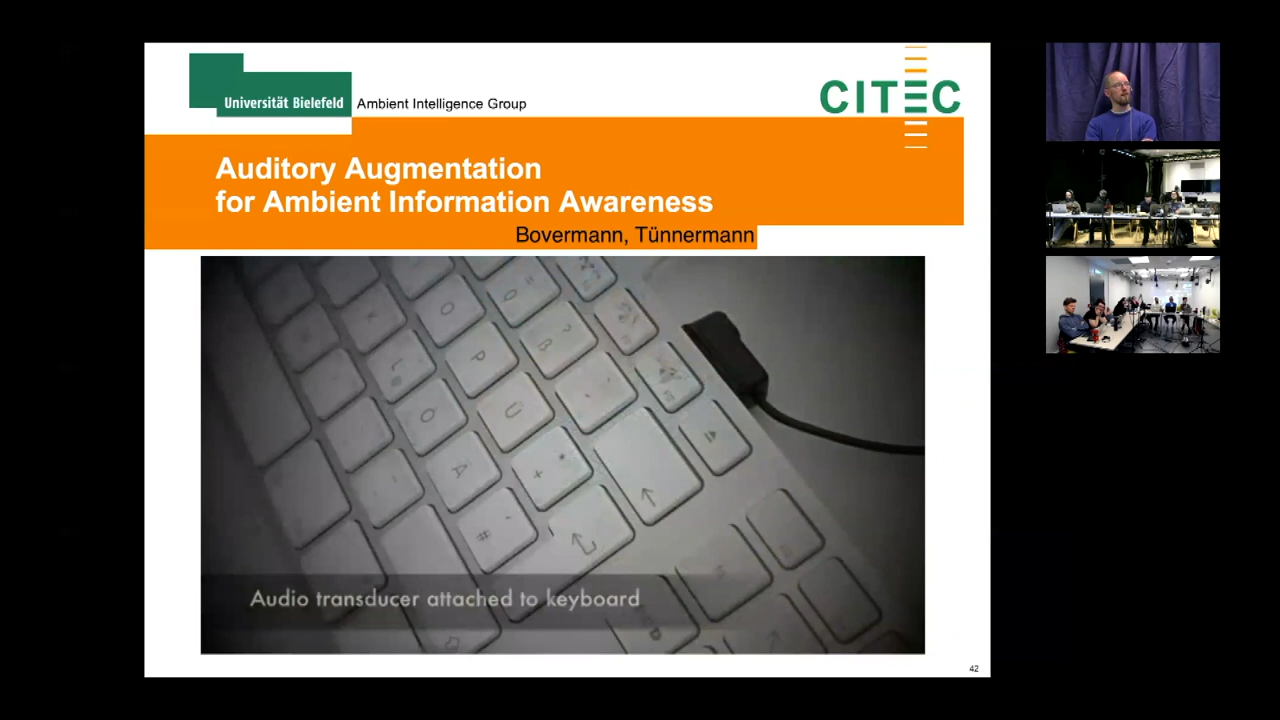 Universität Bielefeld
Ambient Intelligence Group
CITEC
Auditory Augmentation
for Ambient Information Awareness
Bovermann, Tünnermann
O
P
ß
?
L
Ö
Ü
Ä
+
*
#
'
Audio transducer attached to keyboard
42